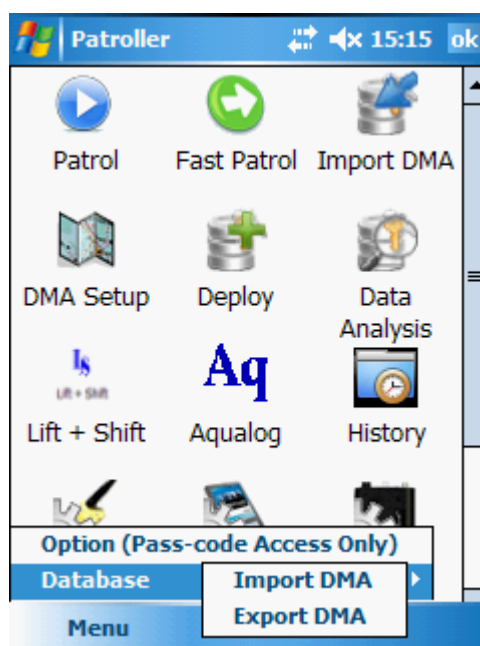 Patroller 15:15 ok
Patrol Fast Patrol Import DMA
DMA Setup Deploy Data
Analysis
Is
Lift + Shift
Aq
Lift + Shift Aqualog History
Option (Pass-code Access Only)
Database Import DMA
Export DMA
Menu